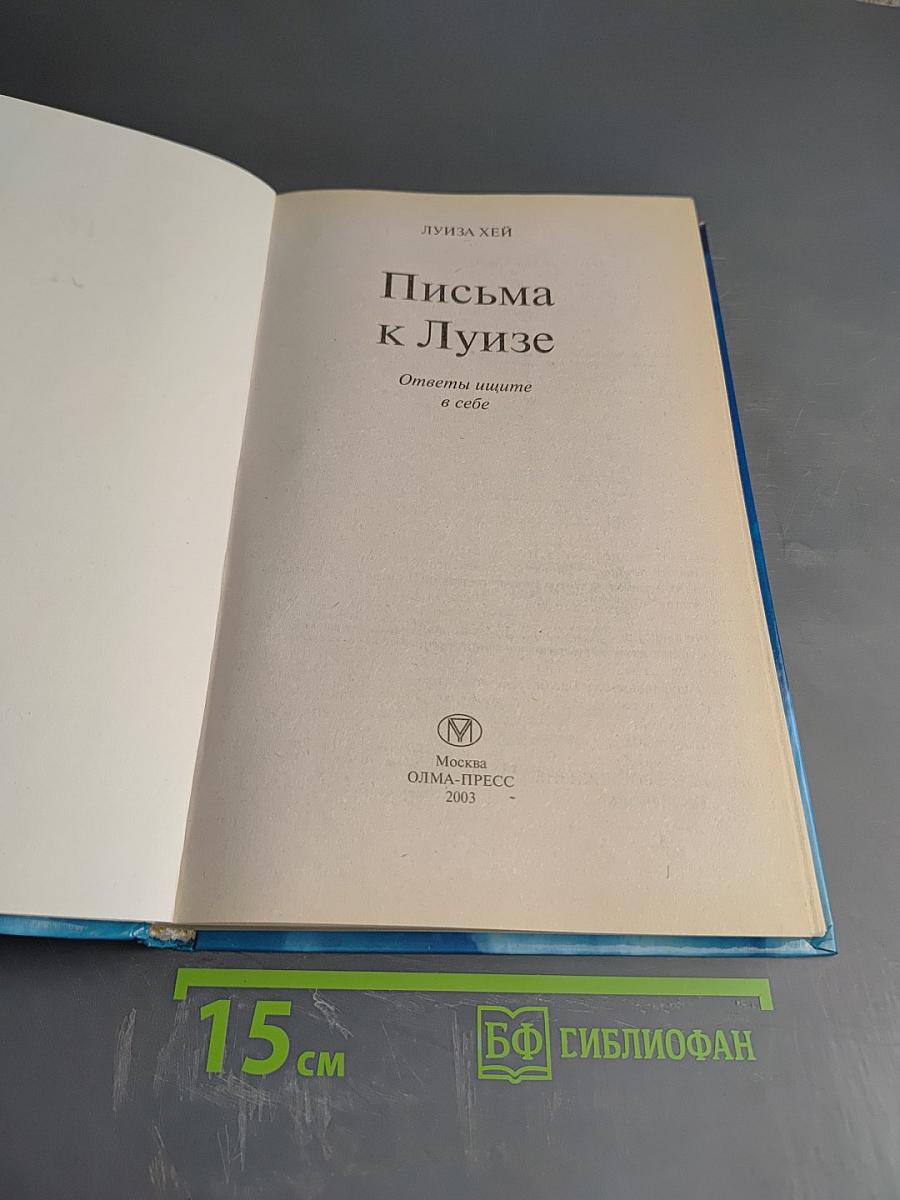 ЛУИЗА ХЕЙ
Письма
к Луизе
Ответы ищите
в себе
Москва
ОЛМА-ПРЕСС
2003
15 см
БФ БИБЛИОФАН